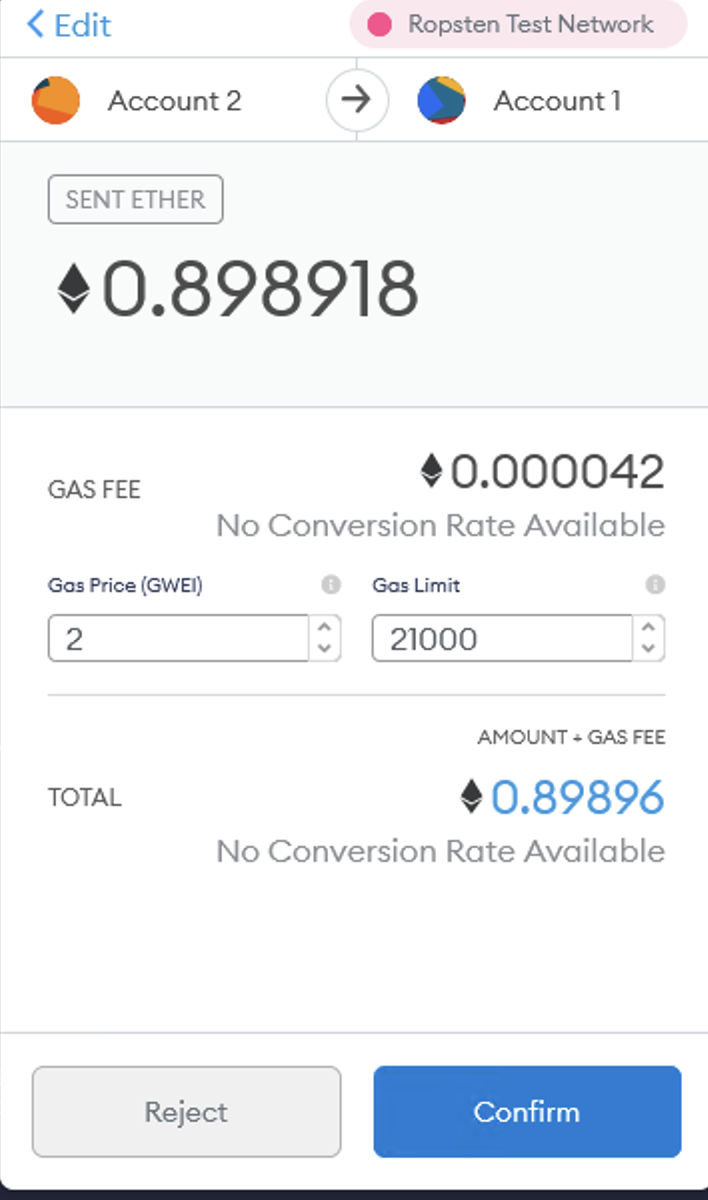 Edit
Ropsten Test Network
Account 2
Account 1
SENT ETHER
0.898918
GAS FEE
0.000042
No Conversion Rate Available
Gas Price (GWEI)
Gas Limit
2
21000
AMOUNT + GAS FEE
TOTAL
0.89896
No Conversion Rate Available
Reject
Confirm